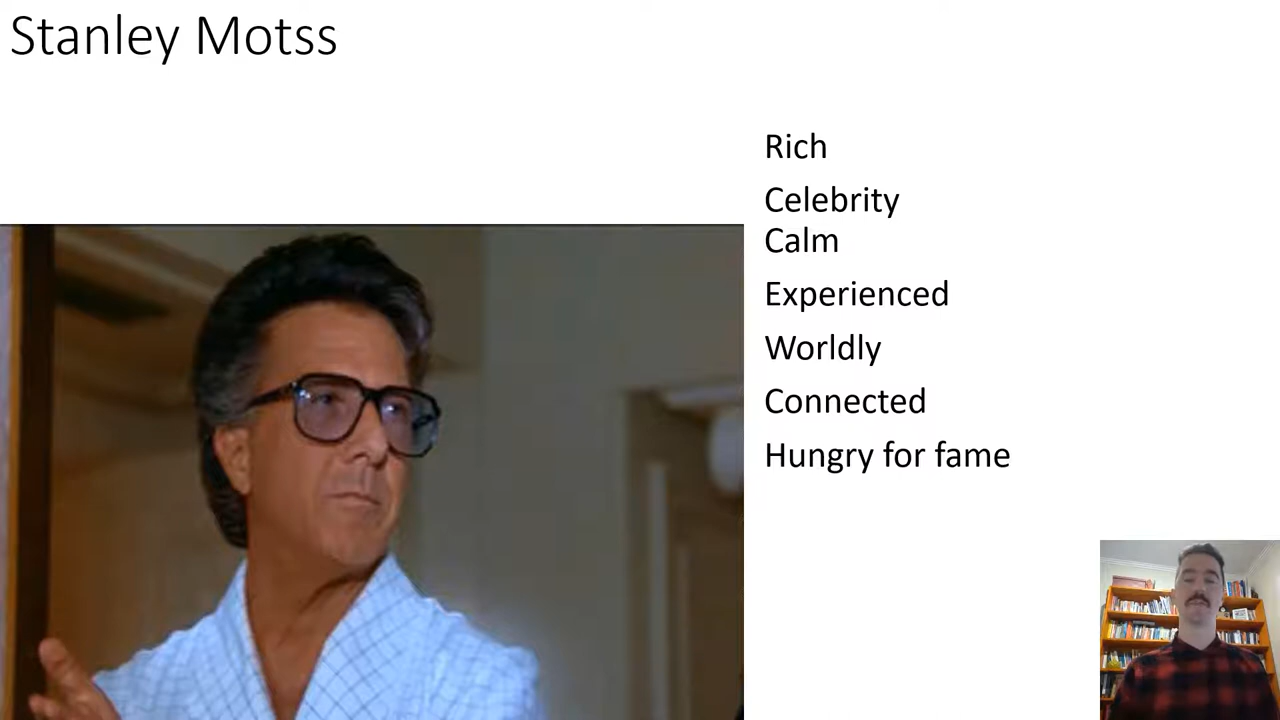 Stanley Motss
Rich
Celebrity
Calm
Experienced
Worldly
Connected
Hungry for fame